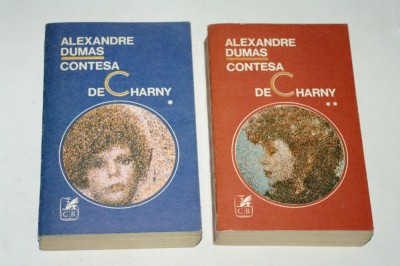 ALEXANDRE
DUMAS
CONTESA
DE CHARNY
*
C.R.
ALEXANDRE
DUMAS
CONTESA
DE CHARNY
**
C.R.